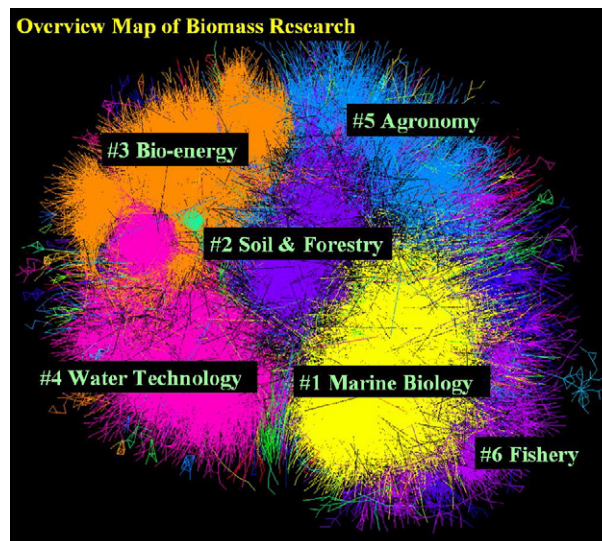 Overview Map of Biomass Research
#5 Agronomy
#3 Bio-energy
#2 Soil & Forestry
#4 Water Technology
#1 Marine Biology
#6 Fishery